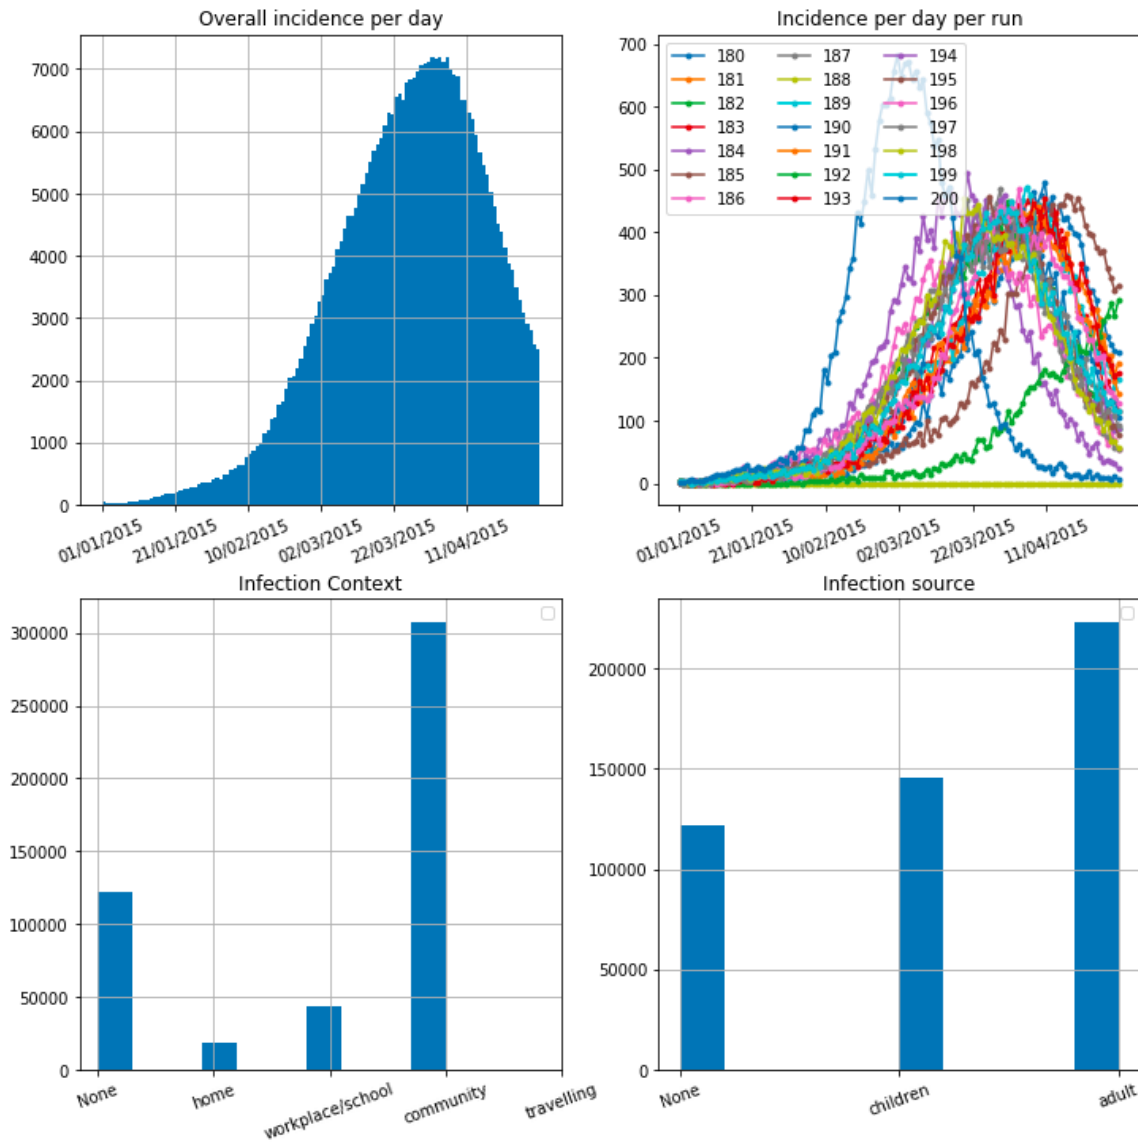 Overall incidence per day
7000
6000
5000
4000
3000
2000
1000
0
01/01/2015 21/01/2015 10/02/2015 02/03/2015 22/03/2015 11/04/2015
Incidence per day per run
700
600
500
400
300
200
100
0
180 187 194
181 188 195
182 189 196
183 190 197
184 191 198
185 192 199
186 193 200
01/01/2015 21/01/2015 10/02/2015 02/03/2015 22/03/2015 11/04/2015
Infection Context
300000
250000
200000
150000
100000
50000
0
None home workplace/school community travelling
Infection source
200000
150000
100000
50000
0
None children adult